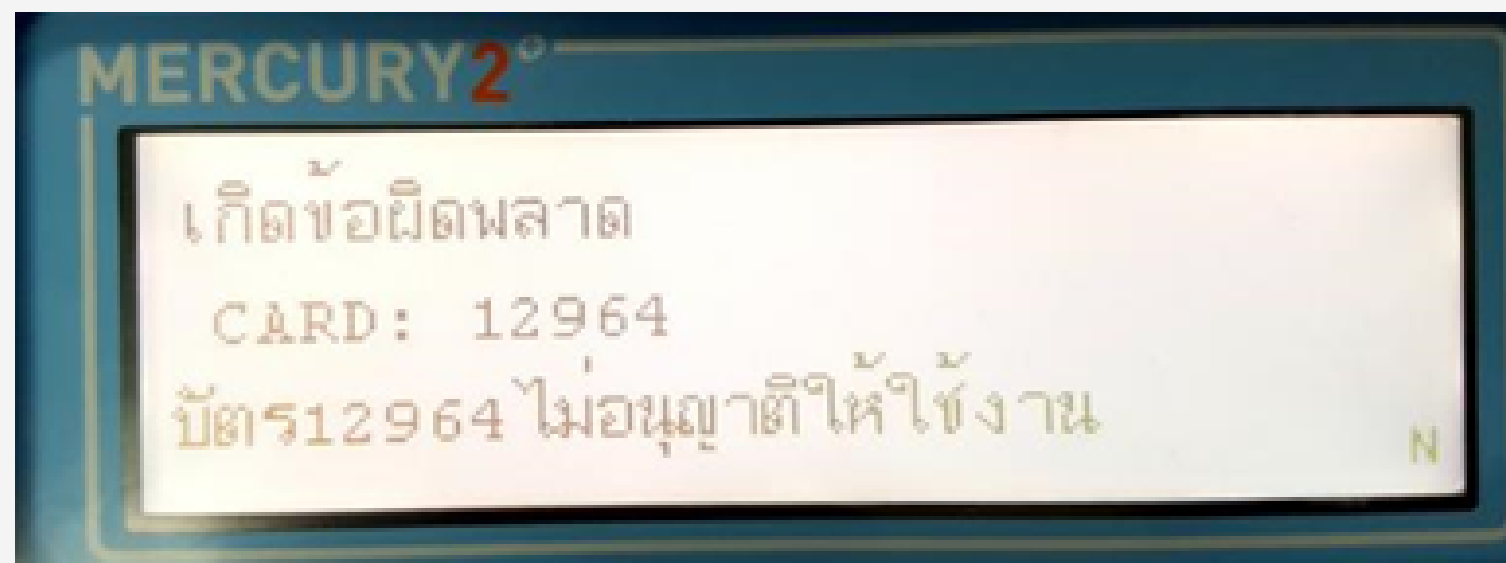 MERCURY2
เกิดข้อผิดพลาด
CARD: 12964
บัตร12964 ไม่อนุญาติให้ใช้งาน
N